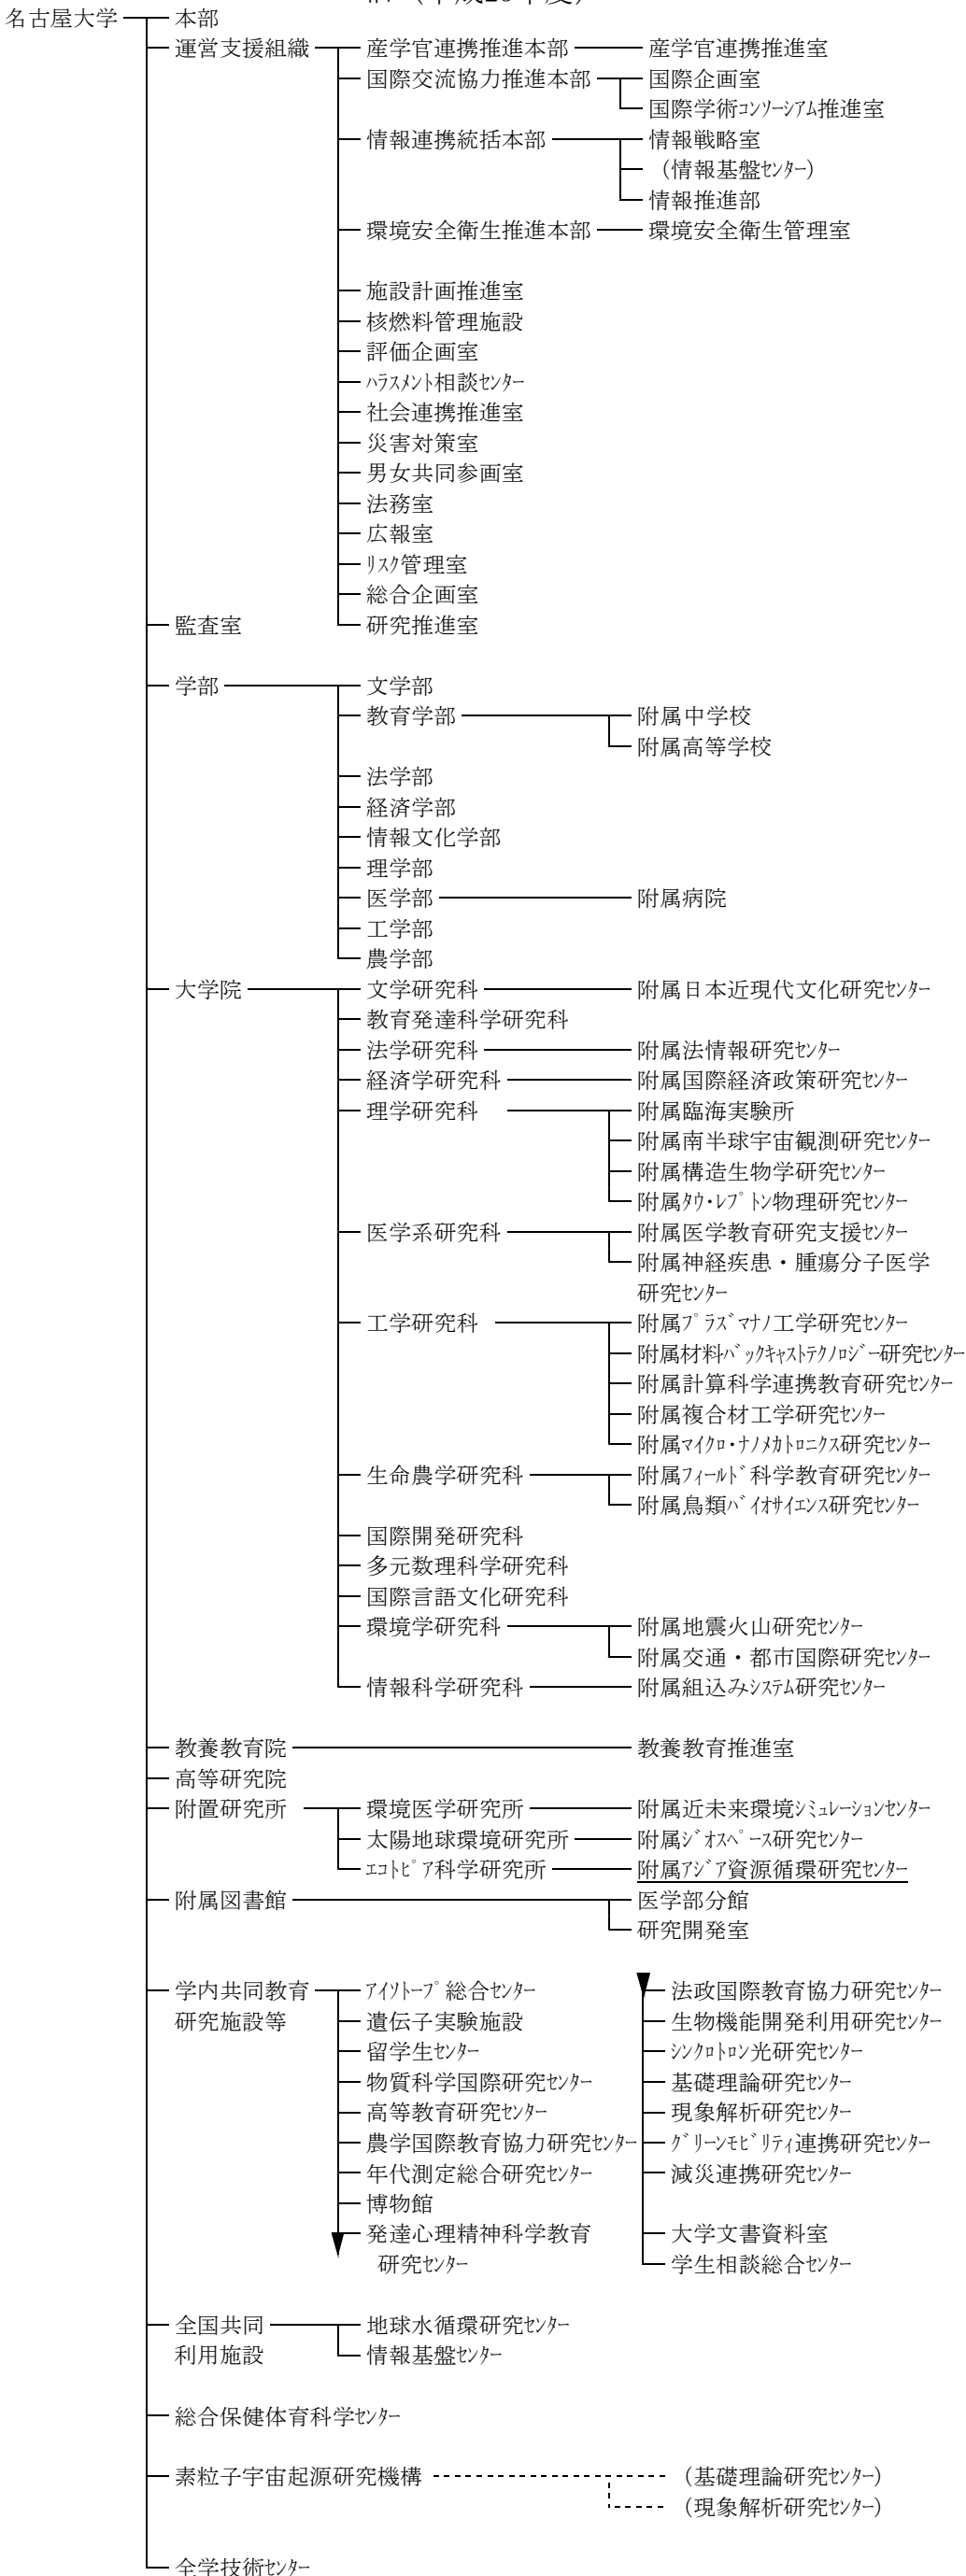 名古屋大学 本部
運営支援組織 産学官連携推進本部 産学官連携推進室
国際交流協力推進本部 国際企画室
国際学術ｺﾝｿｰｼｱﾑ推進室
情報連携統括本部 情報戦略室
（情報基盤ｾﾝﾀｰ）
情報推進部
環境安全衛生推進本部 環境安全衛生管理室
施設計画推進室
核燃料管理施設
評価企画室
ﾊﾗｽﾒﾝﾄ相談ｾﾝﾀｰ
社会連携推進室
災害対策室
男女共同参画室
法務室
広報室
ﾘｽｸ管理室
総合企画室
監査室 研究推進室
学部 文学部
教育学部 附属中学校
附属高等学校
法学部
経済学部
情報文化学部
理学部
医学部 附属病院
工学部
農学部
大学院 文学研究科 附属日本近現代文化研究ｾﾝﾀｰ
教育発達科学研究科
法学研究科 附属法情報研究ｾﾝﾀｰ
経済学研究科 附属国際経済政策研究ｾﾝﾀｰ
理学研究科 附属臨海実験所
附属南半球宇宙観測研究ｾﾝﾀｰ
附属構造生物学研究ｾﾝﾀｰ
附属ﾀｳ・ﾚﾌﾟﾄﾝ物理研究ｾﾝﾀｰ
医学系研究科 附属医学教育研究支援ｾﾝﾀｰ
附属神経疾患・腫瘍分子医学
研究ｾﾝﾀｰ
工学研究科 附属ﾌﾟﾗｽﾞﾏﾅﾉ工学研究ｾﾝﾀｰ
附属材料ﾊﾞｯｸｷｬｽﾄﾃｸﾉﾛｼﾞｰ研究ｾﾝﾀｰ
附属計算科学連携教育研究ｾﾝﾀｰ
附属複合材工学研究ｾﾝﾀｰ
附属ﾏｲｸﾛ・ﾅﾉﾒｶﾄﾛﾆｸｽ研究ｾﾝﾀｰ
生命農学研究科 附属ﾌｨｰﾙﾄﾞ科学教育研究ｾﾝﾀｰ
附属鳥類ﾊﾞｲｵｻｲｴﾝｽ研究ｾﾝﾀｰ
国際開発研究科
多元数理科学研究科
国際言語文化研究科
環境学研究科 附属地震火山研究ｾﾝﾀｰ
附属交通・都市国際研究ｾﾝﾀｰ
情報科学研究科 附属組込みｼｽﾃﾑ研究ｾﾝﾀｰ
教養教育院 教養教育推進室
高等研究院
附置研究所 環境医学研究所 附属近未来環境ｼﾐｭﾚｰｼｮﾝｾﾝﾀｰ
太陽地球環境研究所 附属ｼﾞｵｽﾍﾟｰｽ研究ｾﾝﾀｰ
ｴｺﾄﾋﾟｱ科学研究所 附属ｱｼﾞｱ資源循環研究ｾﾝﾀｰ
附属図書館 医学部分館
研究開発室
学内共同教育 ｱｲｿﾄｰﾌﾟ総合ｾﾝﾀｰ 法政国際教育協力研究ｾﾝﾀｰ
研究施設等 遺伝子実験施設 生物機能開発利用研究ｾﾝﾀｰ
留学生ｾﾝﾀｰ ｼﾝｸﾛﾄﾛﾝ光研究ｾﾝﾀｰ
物質科学国際研究ｾﾝﾀｰ 基礎理論研究ｾﾝﾀｰ
高等教育研究ｾﾝﾀｰ 現象解析研究ｾﾝﾀｰ
農学国際教育協力研究ｾﾝﾀｰ ｸﾞﾘｰﾝﾓﾋﾞﾘﾃｨ連携研究ｾﾝﾀｰ
年代測定総合研究ｾﾝﾀｰ 減災連携研究ｾﾝﾀｰ
博物館
発達心理精神科学教育 大学文書資料室
研究ｾﾝﾀｰ 学生相談総合ｾﾝﾀｰ
全国共同 地球水循環研究ｾﾝﾀｰ
利用施設 情報基盤ｾﾝﾀｰ
総合保健体育科学ｾﾝﾀｰ
素粒子宇宙起源研究機構 （基礎理論研究ｾﾝﾀｰ）
（現象解析研究ｾﾝﾀｰ）
全学技術ｾﾝﾀｰ